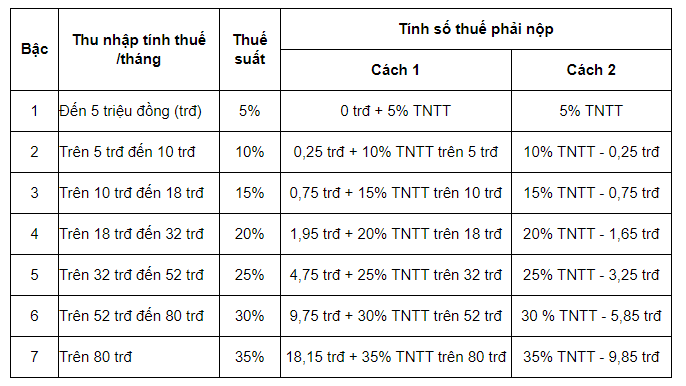 Bậc Thu nhập tính thuế /tháng Thuế suất Tính số thuế phải nộp
Cách 1 Cách 2
1 Đến 5 triệu đồng (trđ) 5% 0 trđ + 5% TNTT 5% TNTT
2 Trên 5 trđ đến 10 trđ 10% 0,25 trđ + 10% TNTT trên 5 trđ 10% TNTT - 0,25 trđ
3 Trên 10 trđ đến 18 trđ 15% 0,75 trđ + 15% TNTT trên 10 trđ 15% TNTT - 0,75 trđ
4 Trên 18 trđ đến 32 trđ 20% 1,95 trđ + 20% TNTT trên 18 trđ 20% TNTT - 1,65 trđ
5 Trên 32 trđ đến 52 trđ 25% 4,75 trđ + 25% TNTT trên 32 trđ 25% TNTT - 3,25 trđ
6 Trên 52 trđ đến 80 trđ 30% 9,75 trđ + 30% TNTT trên 52 trđ 30 % TNTT - 5,85 trđ
7 Trên 80 trđ 35% 18,15 trđ + 35% TNTT trên 80 trđ 35% TNTT - 9,85 trđ